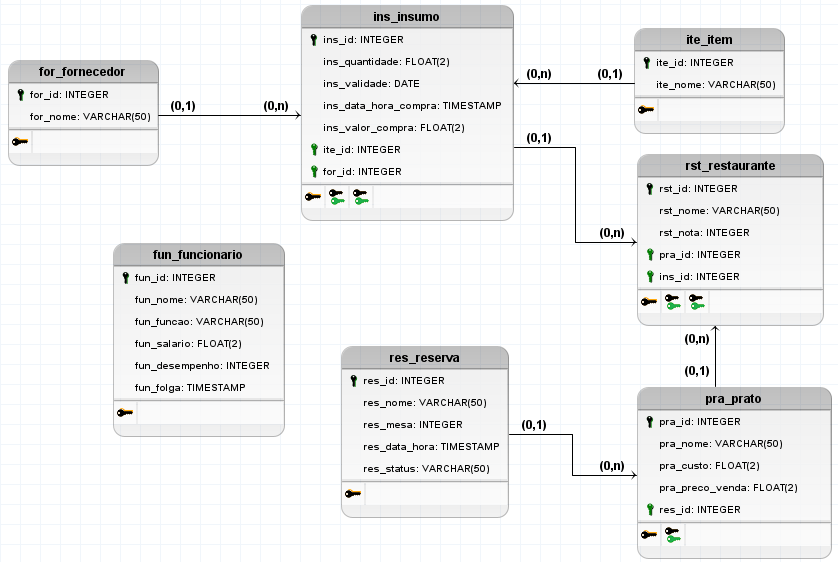 for_fornecedor
for_id: INTEGER
for_nome: VARCHAR(50)
(0,1)
(0,n)
ins_insumo
ins_id: INTEGER
ins_quantidade: FLOAT(2)
ins_validade: DATE
ins_data_hora_compra: TIMESTAMP
ins_valor_compra: FLOAT(2)
ite_id: INTEGER
for_id: INTEGER
(0,n)
(0,1)
ite_item
ite_id: INTEGER
ite_nome: VARCHAR(50)
(0,1)
(0,n)
rst_restaurante
rst_id: INTEGER
rst_nome: VARCHAR(50)
rst_nota: INTEGER
pra_id: INTEGER
ins_id: INTEGER
fun_funcionario
fun_id: INTEGER
fun_nome: VARCHAR(50)
fun_funcao: VARCHAR(50)
fun_salario: FLOAT(2)
fun_desempenho: INTEGER
fun_folga: TIMESTAMP
res_reserva
res_id: INTEGER
res_nome: VARCHAR(50)
res_mesa: INTEGER
res_data_hora: TIMESTAMP
res_status: VARCHAR(50)
(0,1)
(0,n)
(0,n)
(0,1)
pra_prato
pra_id: INTEGER
pra_nome: VARCHAR(50)
pra_custo: FLOAT(2)
pra_preco_venda: FLOAT(2)
res_id: INTEGER